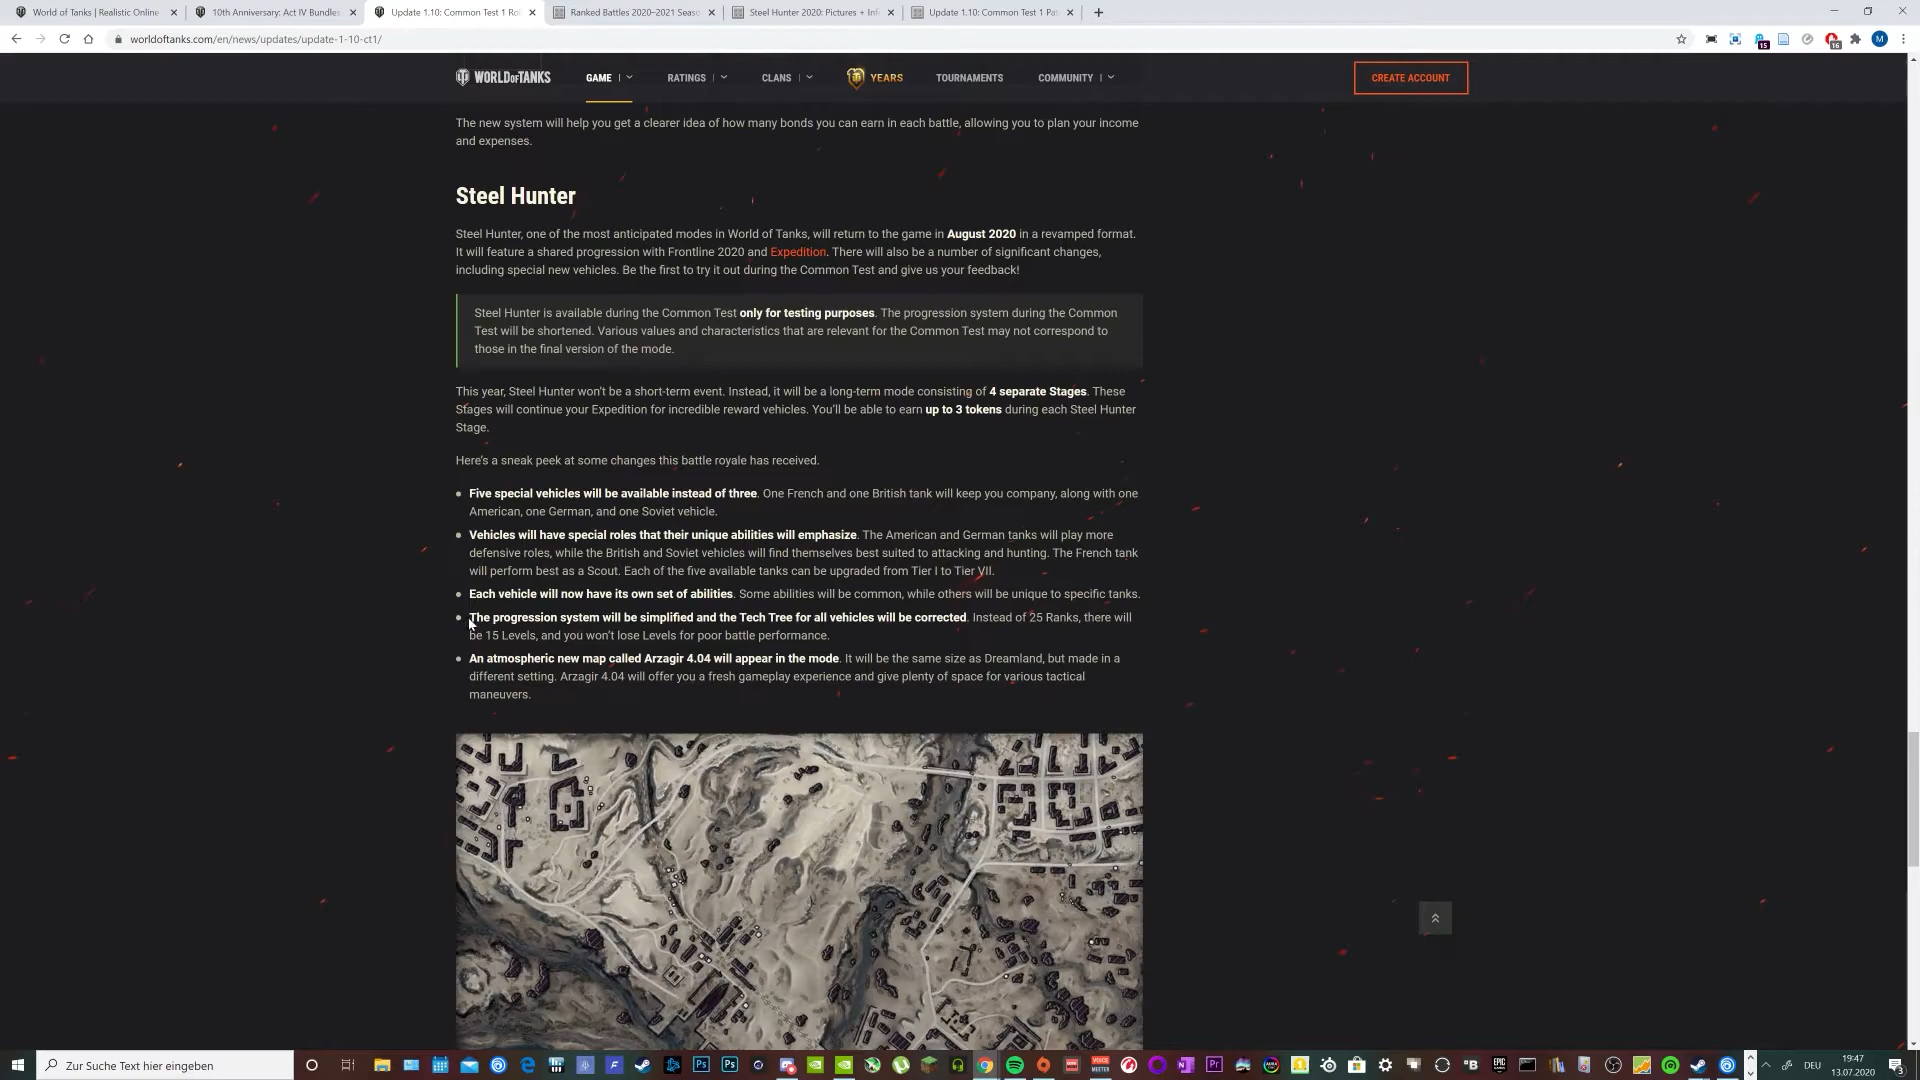 World of Tanks | Realistic Online
10th Anniversary: Act IV Bundles
Update 1.10: Common Test 1 Ro
Ranked Battles 2020–2021 Seaso
Steel Hunter 2020: Pictures + Inf
Update 1.10: Common Test 1 Pa
worldoftanks.com/en/news/updates/update-1-10-ct1/
15
16
M
WORLD OF TANKS
GAME
RATINGS
CLANS
YEARS
TOURNAMENTS
COMMUNITY
CREATE ACCOUNT
The new system will help you get a clearer idea of how many bonds you can earn in each battle, allowing you to plan your income
and expenses.
Steel Hunter
Steel Hunter, one of the most anticipated modes in World of Tanks, will return to the game in August 2020 in a revamped format.
It will feature a shared progression with Frontline 2020 and Expedition. There will also be a number of significant changes,
including special new vehicles. Be the first to try it out during the Common Test and give us your feedback!
Steel Hunter is available during the Common Test only for testing purposes. The progression system during the Common
Test will be shortened. Various values and characteristics that are relevant for the Common Test may not correspond to
those in the final version of the mode.
This year, Steel Hunter won't be a short-term event. Instead, it will be a long-term mode consisting of 4 separate Stages. These
Stages will continue your Expedition for incredible reward vehicles. You'll be able to earn up to 3 tokens during each Steel Hunter
Stage.
Here's a sneak peek at some changes this battle royale has received.
Five special vehicles will be available instead of three. One French and one British tank will keep you company, along with one
American, one German, and one Soviet vehicle.
Vehicles will have special roles that their unique abilities will emphasize. The American and German tanks will play more
defensive roles, while the British and Soviet vehicles will find themselves best suited to attacking and hunting. The French tank
will perform best as a Scout. Each of the five available tanks can be upgraded from Tier I to Tier VII.
Each vehicle will now have its own set of abilities. Some abilities will be common, while others will be unique to specific tanks.
The progression system will be simplified and the Tech Tree for all vehicles will be corrected. Instead of 25 Ranks, there will
be 15 Levels, and you won't lose Levels for poor battle performance.
An atmospheric new map called Arzagir 4.04 will appear in the mode. It will be the same size as Dreamland, but made in a
different setting. Arzagir 4.04 will offer you a fresh gameplay experience and give plenty of space for various tactical
maneuvers.
Zur Suche Text hier eingeben
DEU
19:47
13.07.2020
3